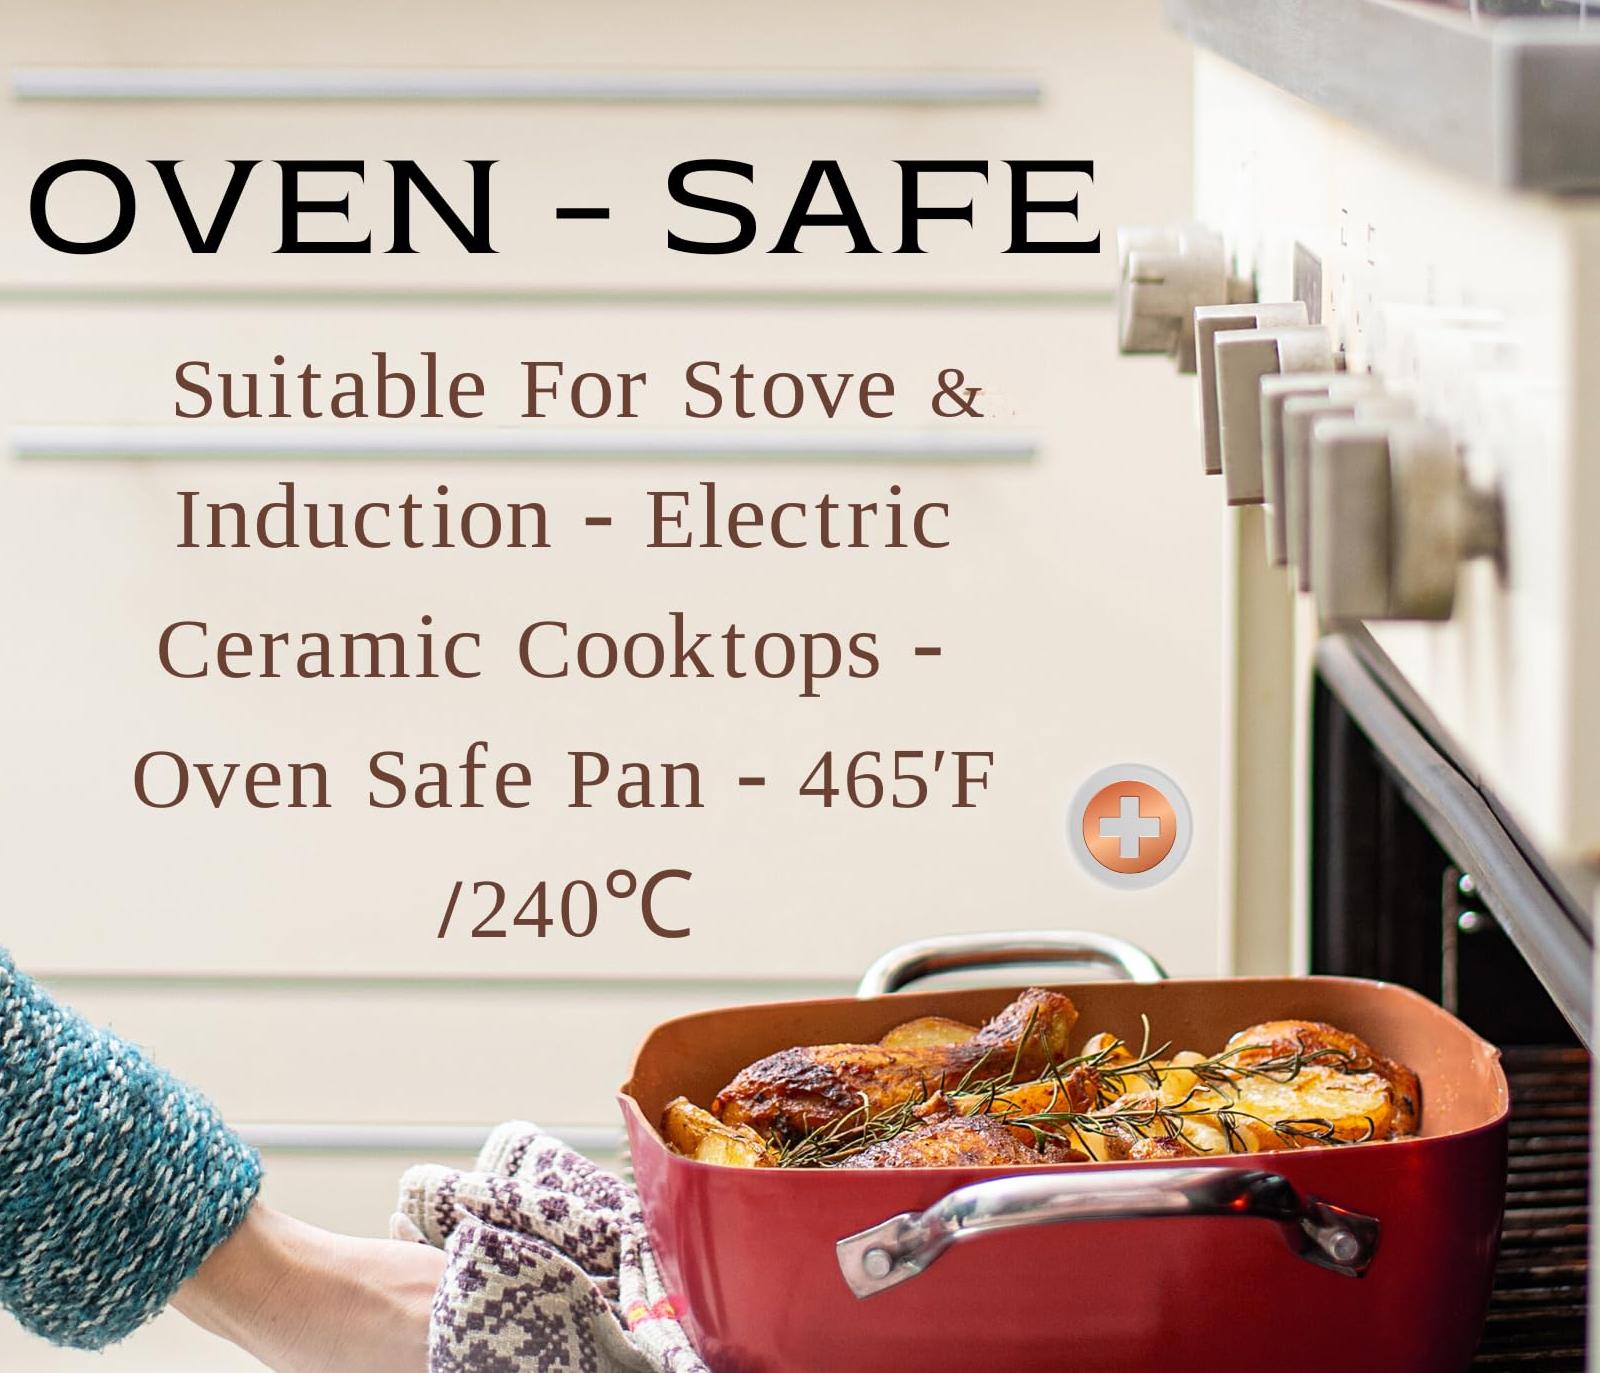 OVEN - SAFE
Suitable For Stove &
Induction - Electric
Ceramic Cooktops -
Oven Safe Pan - 465'F
/240℃